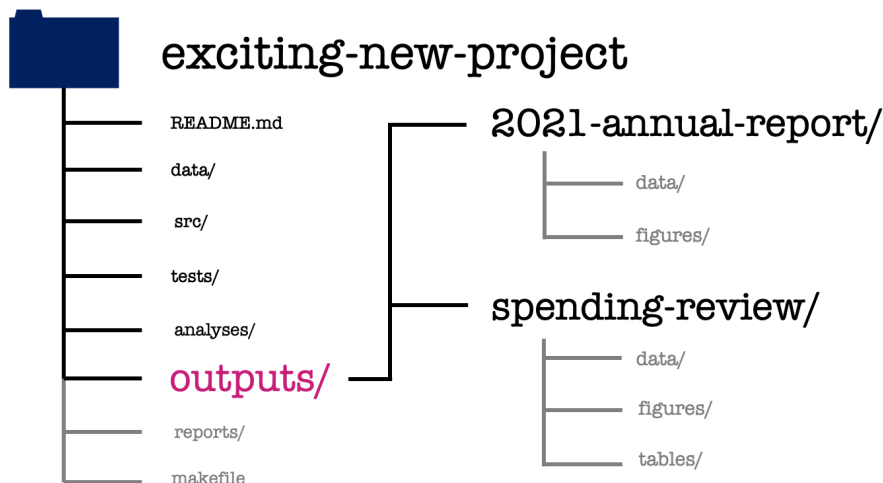 exciting-new-project
README.md
data/
src/
tests/
analyses/
outputs/
reports/
makefile
2021-annual-report/
data/
figures/
spending-review/
data/
figures/
tables/